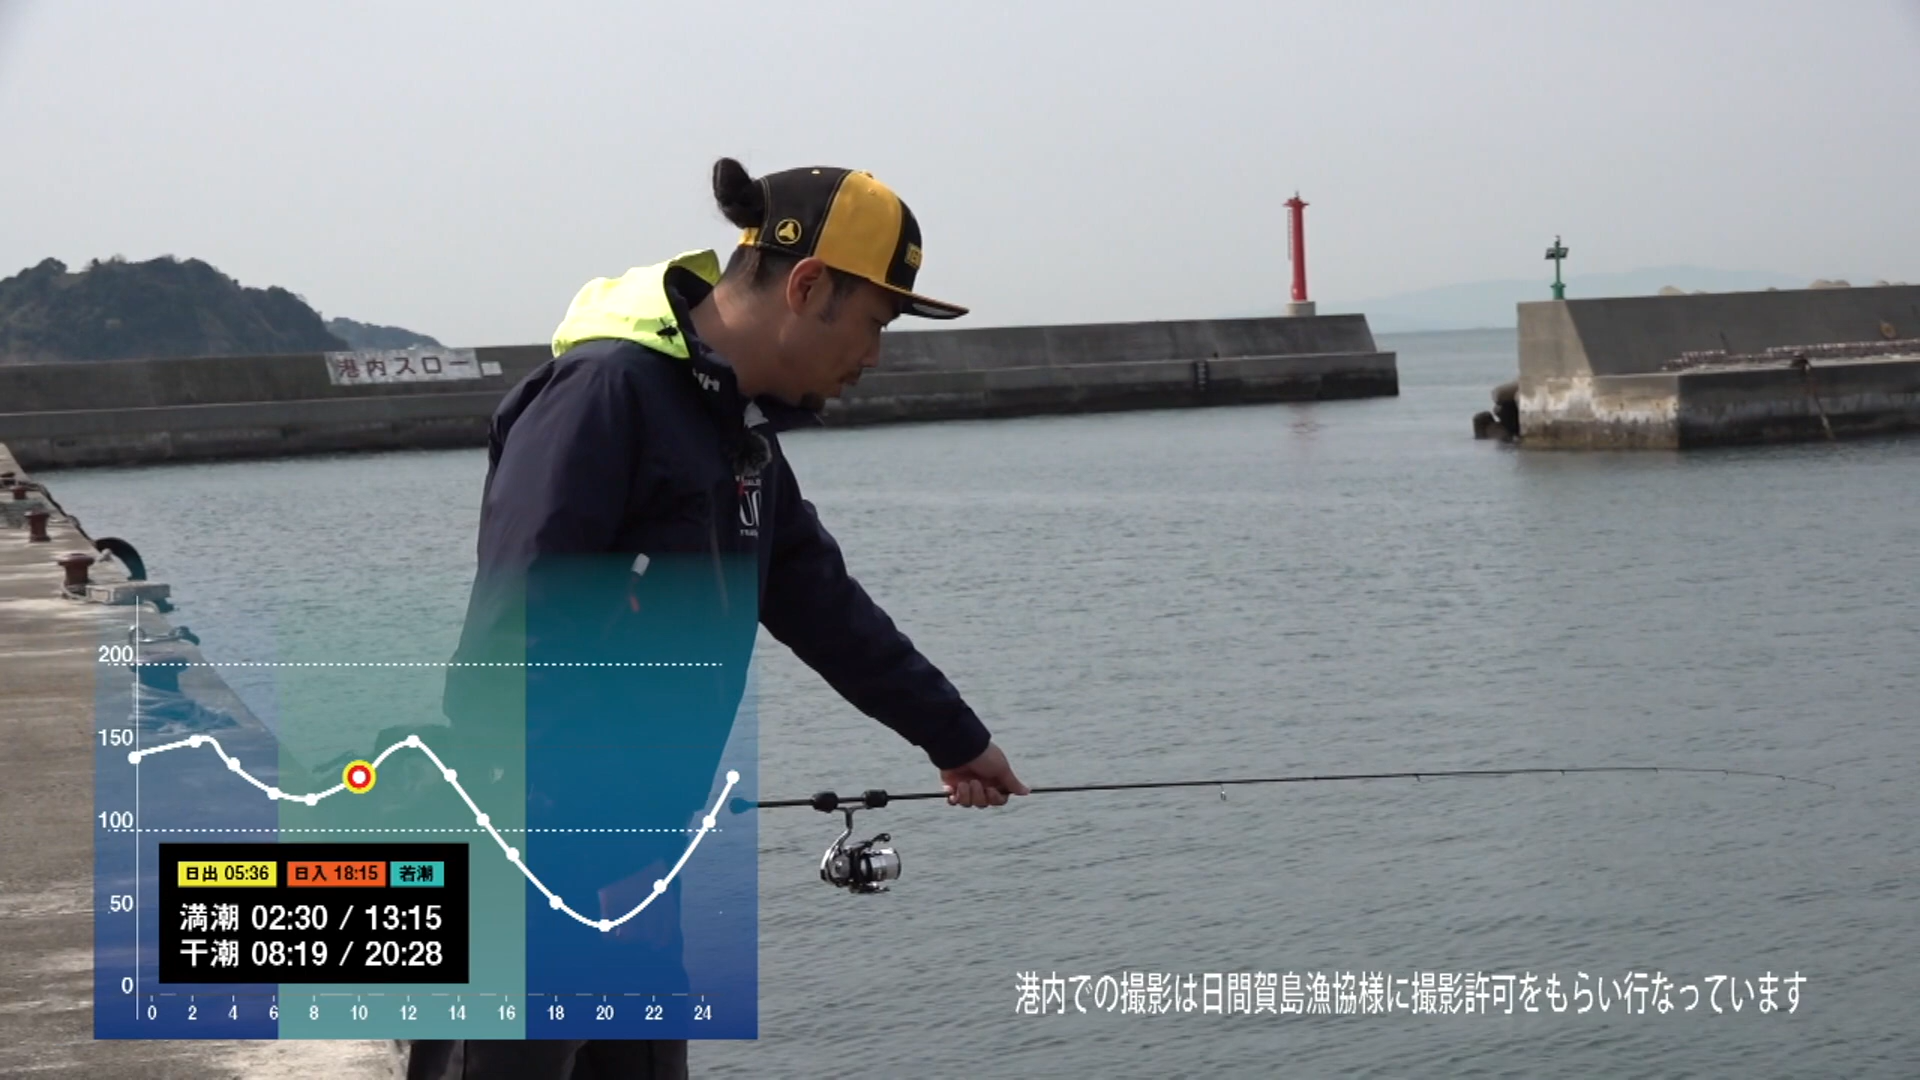 港内スロー
200
150
100
50
0
日出 05:36 日入 18:15 若潮
満潮 02:30 / 13:15
干潮 08:19 / 20:28
0 2 4 6 8 10 12 14 16 18 20 22 24
港内での撮影は日間賀島漁協様に撮影許可をもらい行なっています